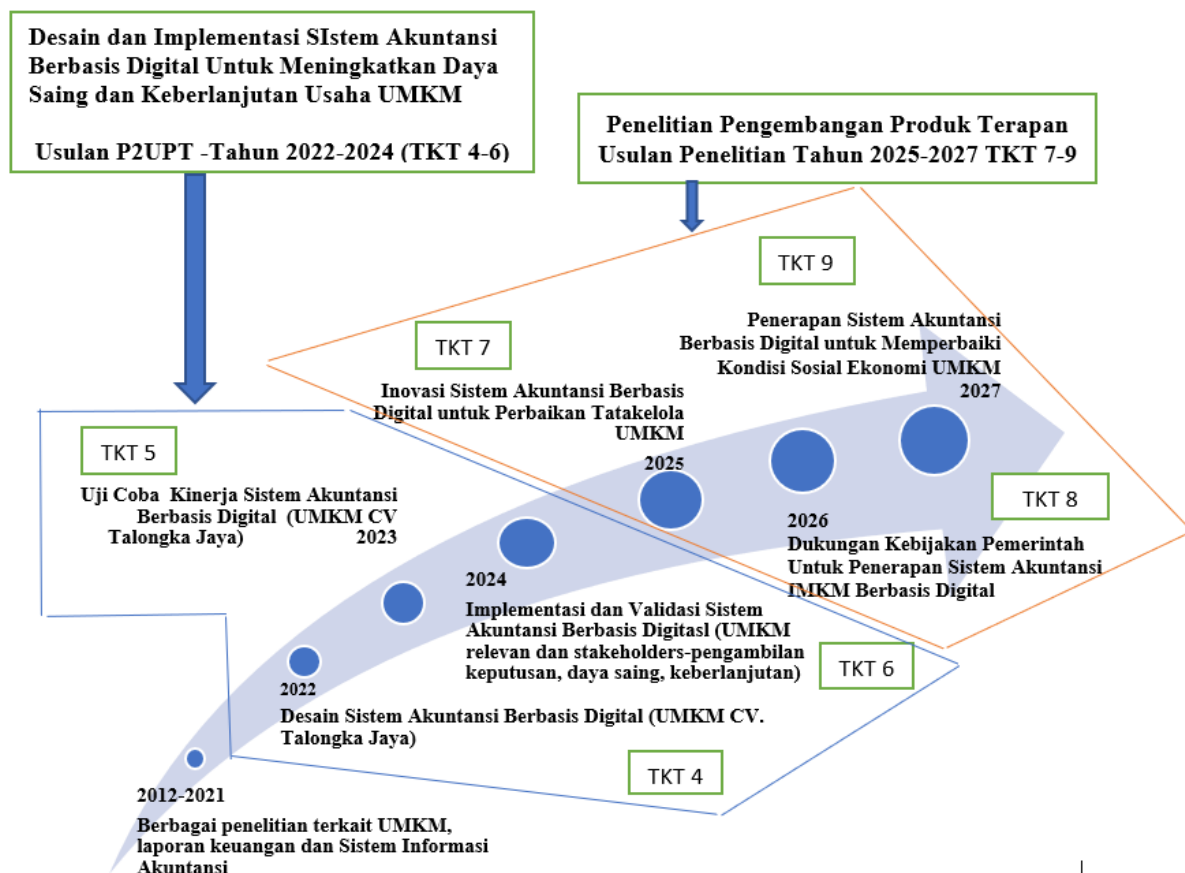 Desain dan Implementasi SIstem Akuntansi
Berbasis Digital Untuk Meningkatkan Daya
Saing dan Keberlanjutan Usaha UMKM
Usulan P2UPT -Tahun 2022-2024 (TKT 4-6)
Penelitian Pengembangan Produk Terapan
Usulan Penelitian Tahun 2025-2027 TKT 7-9
TKT 9
Penerapan Sistem Akuntansi
Berbasis Digital untuk Memperbaiki
Kondisi Sosial Ekonomi UMKM
2027
TKT 7
Inovasi Sistem Akuntansi Berbasis
Digital untuk Perbaikan Tatakelola
UMKM
2025
TKT 5
Uji Coba Kinerja Sistem Akuntansi
Berbasis Digital (UMKM CV
Talongka Jaya) 2023
TKT 8
2026
Dukungan Kebijakan Pemerintah
Untuk Penerapan Sistem Akuntansi
IMKM Berbasis Digital
2024
Implementasi dan Validasi Sistem
Akuntansi Berbasis Digitasl (UMKM
relevan dan stakeholders-pengambilan
keputusan, daya saing, keberlanjutan)
TKT 6
2022
Desain Sistem Akuntansi Berbasis Digital (UMKM CV.
Talongka Jaya)
TKT 4
2012-2021
Berbagai penelitian terkait UMKM,
laporan keuangan dan Sistem Informasi
Akuntansi